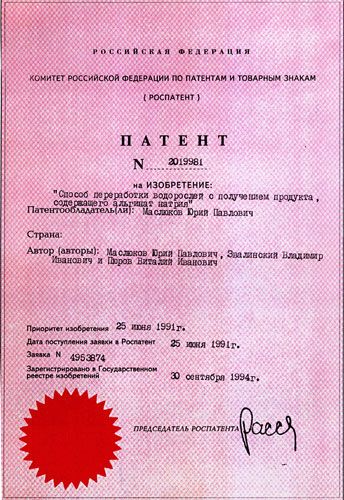 РОССИЙСКАЯ ФЕДЕРАЦИЯ
КОМИТЕТ РОССИЙСКОЙ ФЕДЕРАЦИИ ПО ПАТЕНТАМ И ТОВАРНЫМ ЗНАКАМ
(РОСПАТЕНТ)
ПАТЕНТ
N 2019981
на ИЗОБРЕТЕНИЕ:
"Способ переработки водорослей с получением продукта,
содержащего альгинат натрия"
Патентообладатель(ли): Маслюков Юрий Павлович
Страна:
Автор (авторы): Маслюков Юрий Павлович, Звалинский Владимир
Иванович и Пюров Виталий Иванович
Приоритет изобретения 25 июня 1991г.
Дата поступления заявки в Роспатент 25 июня 1991г.
Заявка N 4953874
Зарегистрировано в Государственном
реестре изобретений 30 сентября 1994г.
ПРЕДСЕДАТЕЛЬ РОСПАТЕНТА